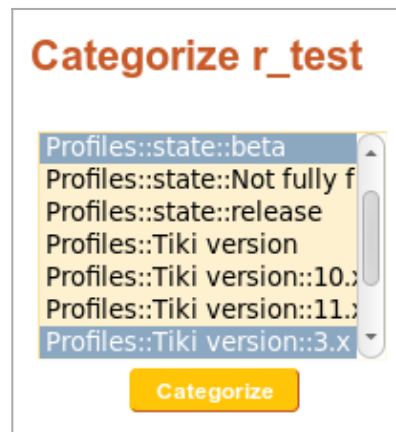 Categorize r_test
Profiles::state::beta
Profiles::state::Not fully f
Profiles::state::release
Profiles::Tiki version
Profiles::Tiki version::10.x
Profiles::Tiki version::11.x
Profiles::Tiki version::3.x
Categorize